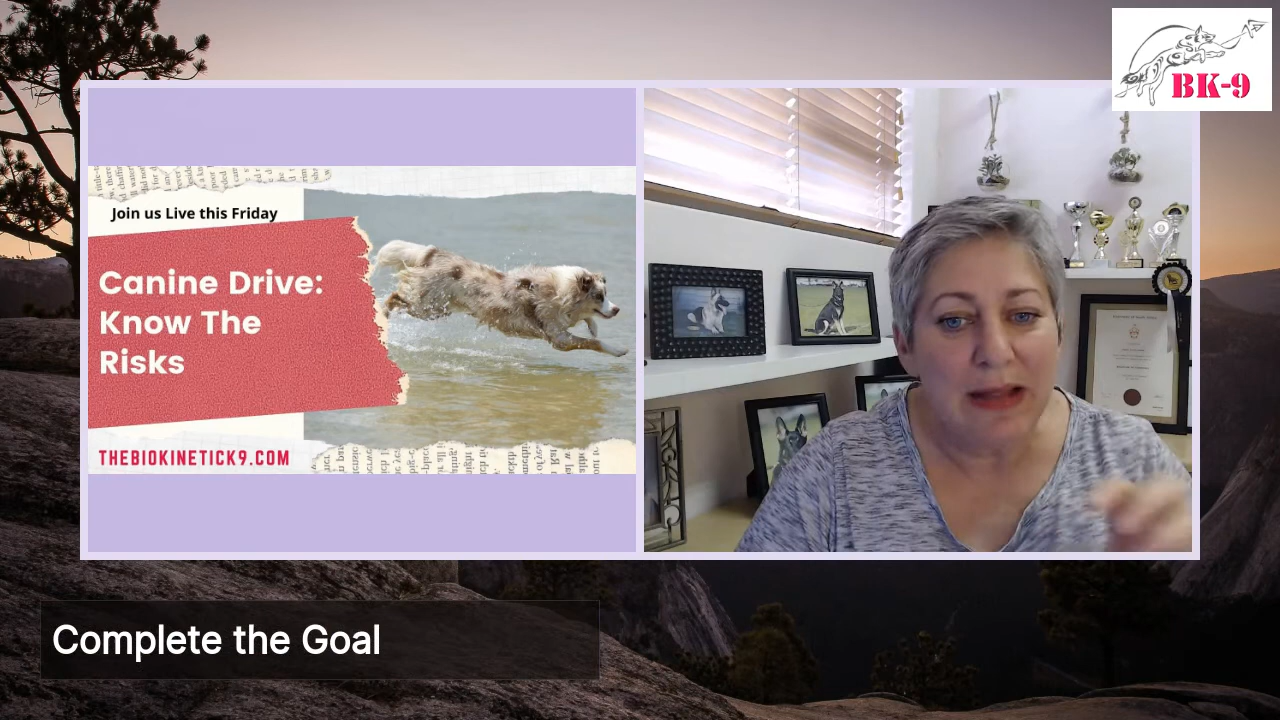 BK-9
Join us Live this Friday
Canine Drive:
Know The
Risks
THEBIOKINETICK9.COM
Complete the Goal